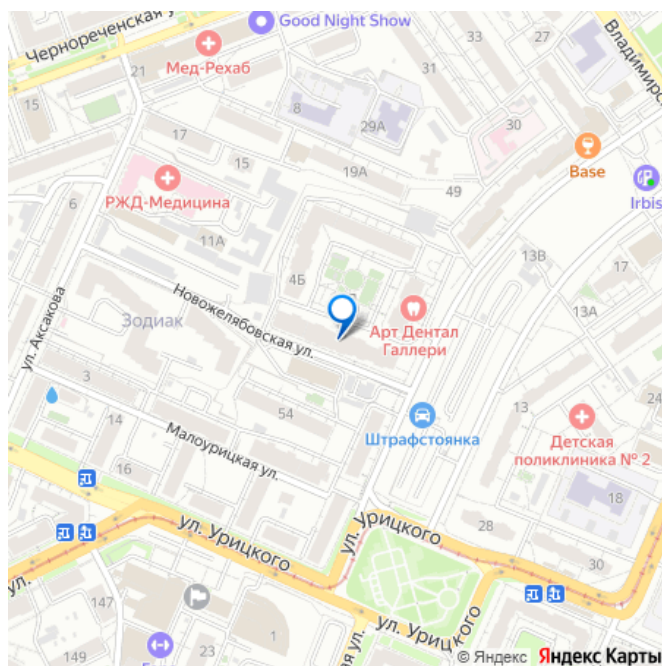 Чернореченская ул.
Good Night Show
Мед-Рехаб
Владимирс
21
33
27
33
31
15
8
29А
17
30
15
19А
Base
РЖД-Медицина
49
Irbis
6
11А
13В
17
4Б
ул. Аксакова
Новожелябовская ул.
Зодиак
Арт Дентал
Галлери
13А
3
54
13
24
14
Штрафстоянка
Детская
поликлиника № 2
Малоурицкая ул.
16
18
ул. Урицкого
ул. Урицкого
28
30
ул.
147
ул. Урицкого
23
1
149
© Яндекс Яндекс Карты